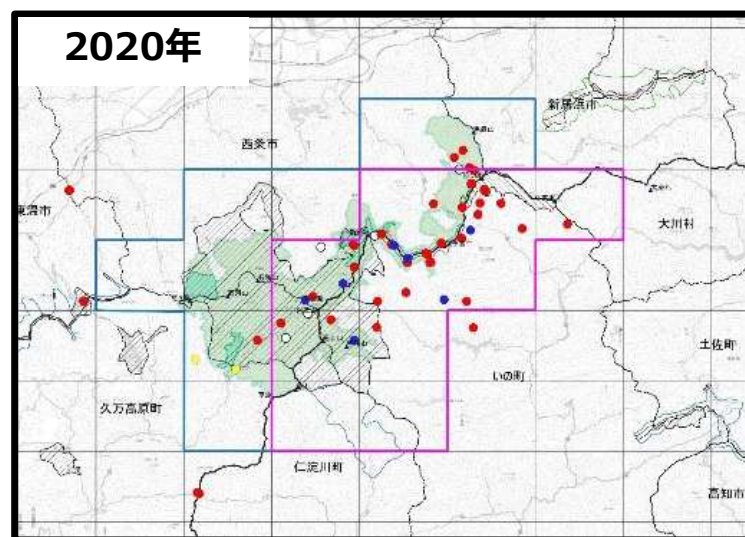 2020年
新居浜市
西条市
大川村
東温市
土佐町
いの町
久万高原町
仁淀川町
高知市